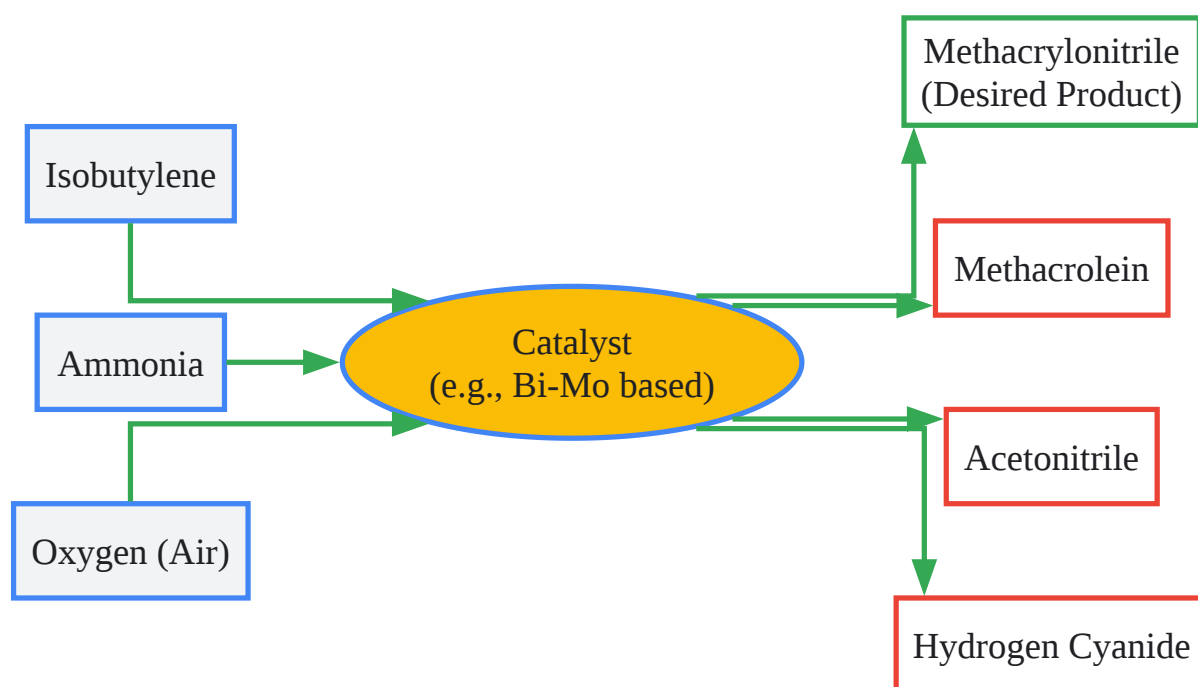 Isobutylene
Ammonia
Oxygen (Air)
Catalyst
(e.g., Bi-Mo based)
Methacrylonitrile
(Desired Product)
Methacrolein
Acetonitrile
Hydrogen Cyanide